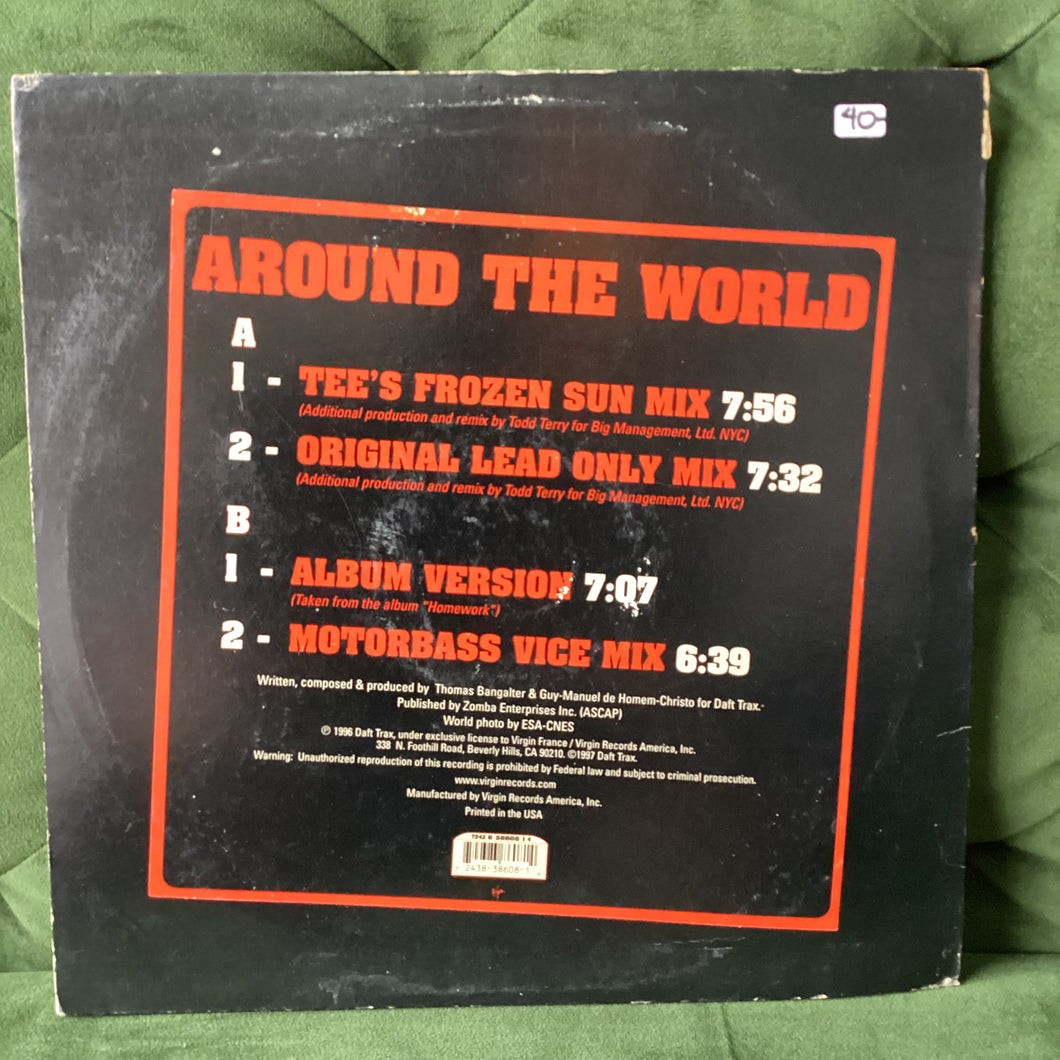 40-
AROUND THE WORLD
A
1 - TEE'S FROZEN SUN MIX 7:56
(Additional production and remix by Todd Terry for Big Management, Ltd. NYC)
2 - ORIGINAL LEAD ONLY MIX 7:32
(Additional production and remix by Todd Terry for Big Management, Ltd. NYC)
B
1 - ALBUM VERSION 7:07
(Taken from the album "Homework")
2 - MOTORBASS VICE MIX 6:39
Written, composed & produced by Thomas Bangalter & Guy-Manuel de Homem-Christo for Daft Trax.
Published by Zomba Enterprises Inc. (ASCAP)
World photo by ESA-CNES
℗ 1996 Daft Trax, under exclusive license to Virgin France / Virgin Records America, Inc.
338 N. Foothill Road, Beverly Hills, CA 90210. ©1997 Daft Trax.
Warning: Unauthorized reproduction of this recording is prohibited by Federal law and subject to criminal prosecution.
www.virginrecords.com
Manufactured by Virgin Records America, Inc.
Printed in the USA
7243 8 38608 1 4
2438-38608-1
Virgin